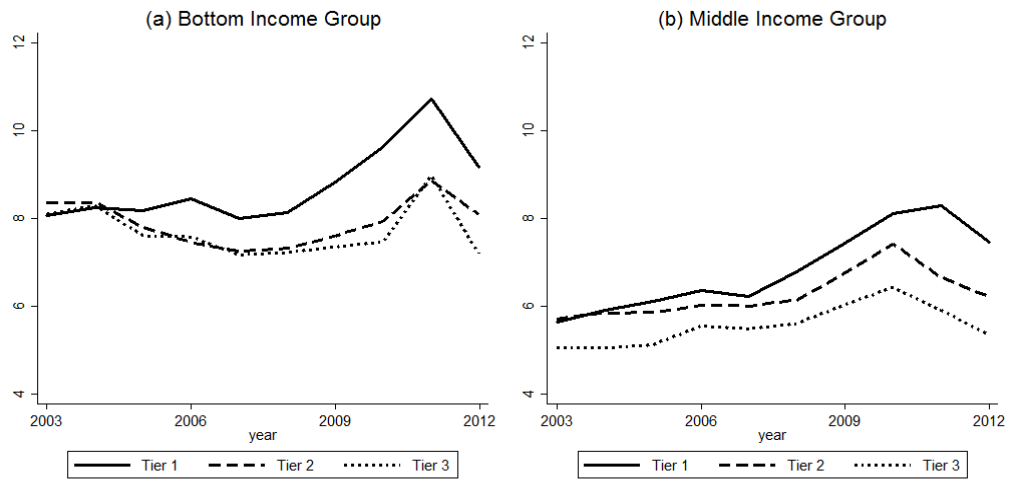 (a) Bottom Income Group
12
10
8
6
4
2003 2006 2009 2012
year
Tier 1 Tier 2 Tier 3
(b) Middle Income Group
12
10
8
6
4
2003 2006 2009 2012
year
Tier 1 Tier 2 Tier 3